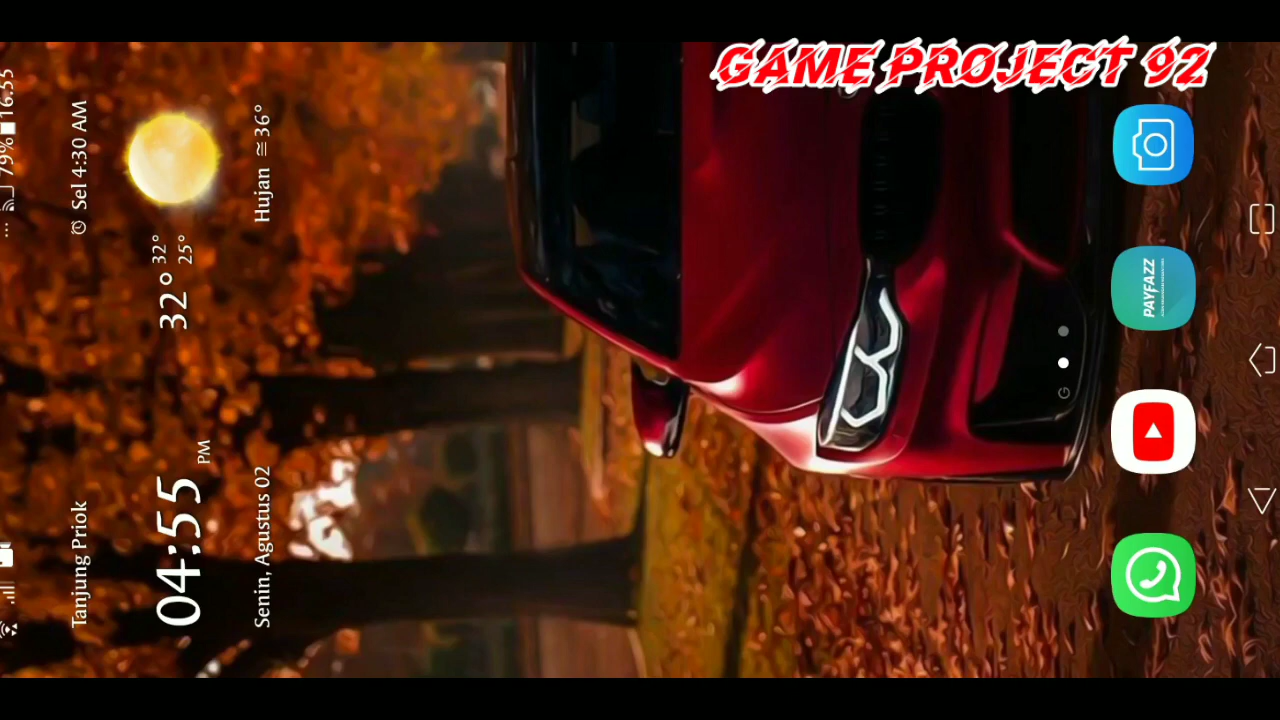 GAME PROJECT 92
79% 16.55
Tanjung Priok
Sel 4:30 AM
04:55 PM
32° 32°
25°
Senin, Agustus 02
Hujan ≅ 36°
G
PAYFAZZ